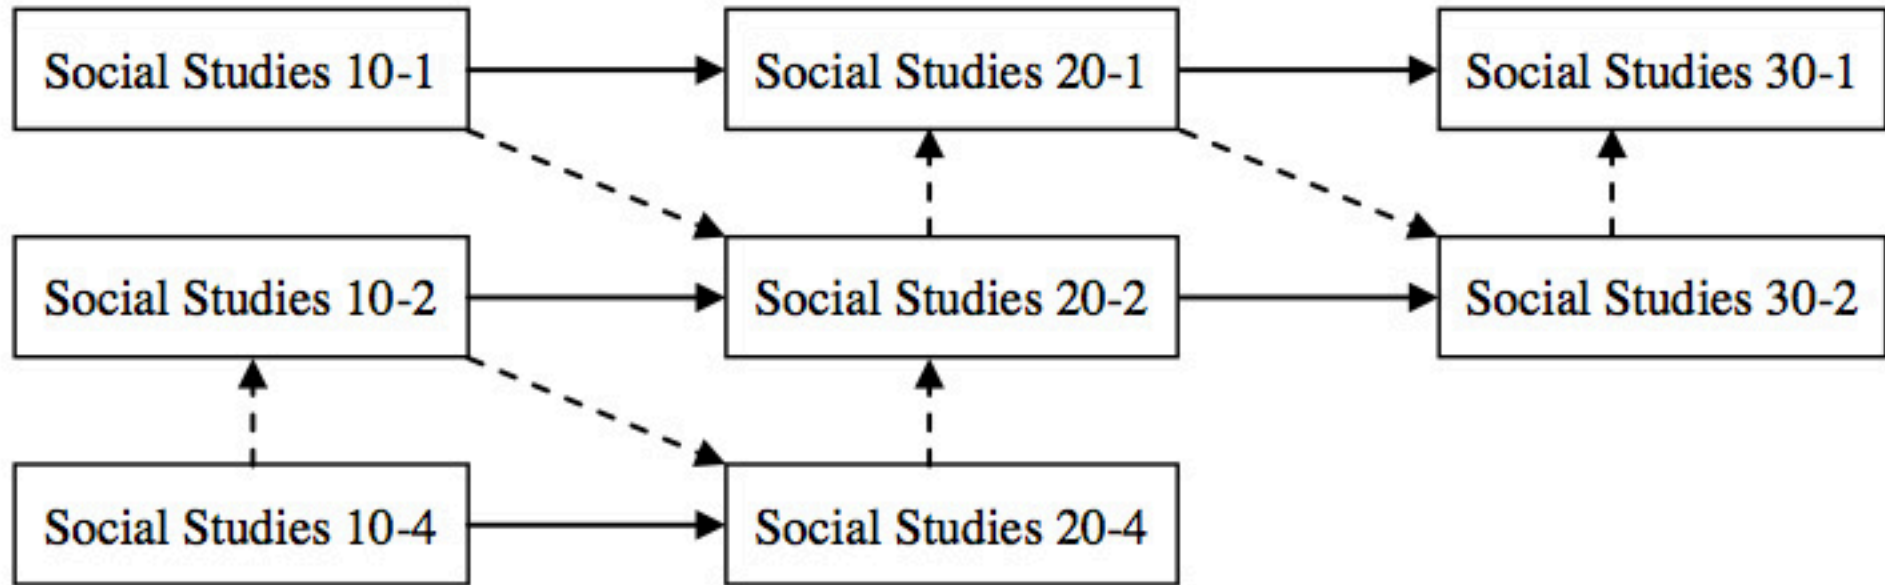 Social Studies 10-1
Social Studies 20-1
Social Studies 30-1
Social Studies 10-2
Social Studies 20-2
Social Studies 30-2
Social Studies 10-4
Social Studies 20-4